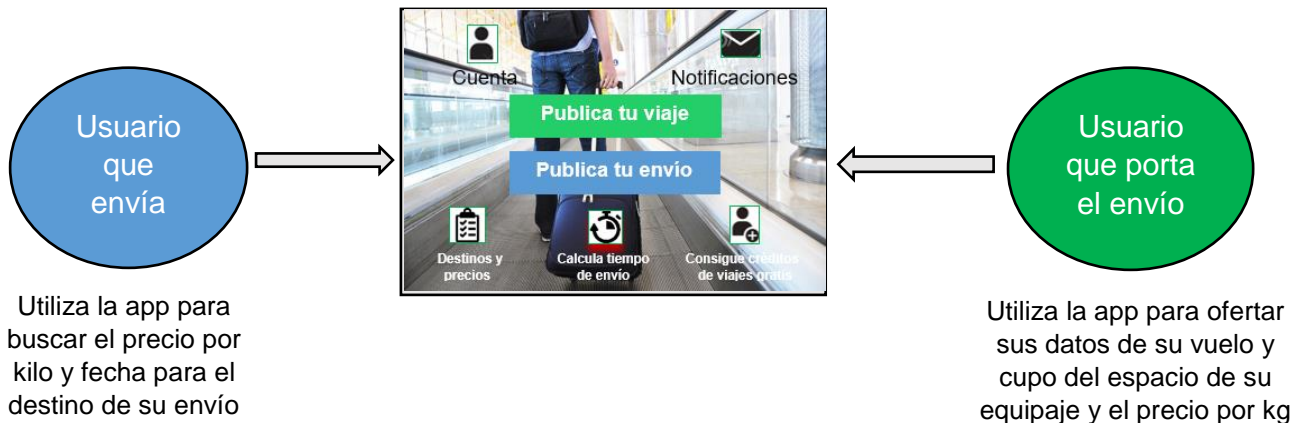 Usuario
que
envía
Utiliza la app para
buscar el precio por
kilo y fecha para el
destino de su envío
Cuenta
Notificaciones
Publica tu viaje
Publica tu envío
Destinos y
precios
Calcula tiempo
de envío
Consigue créditos
de viajes gratis
Usuario
que porta
el envío
Utiliza la app para ofertar
sus datos de su vuelo y
cupo del espacio de su
equipaje y el precio por kg